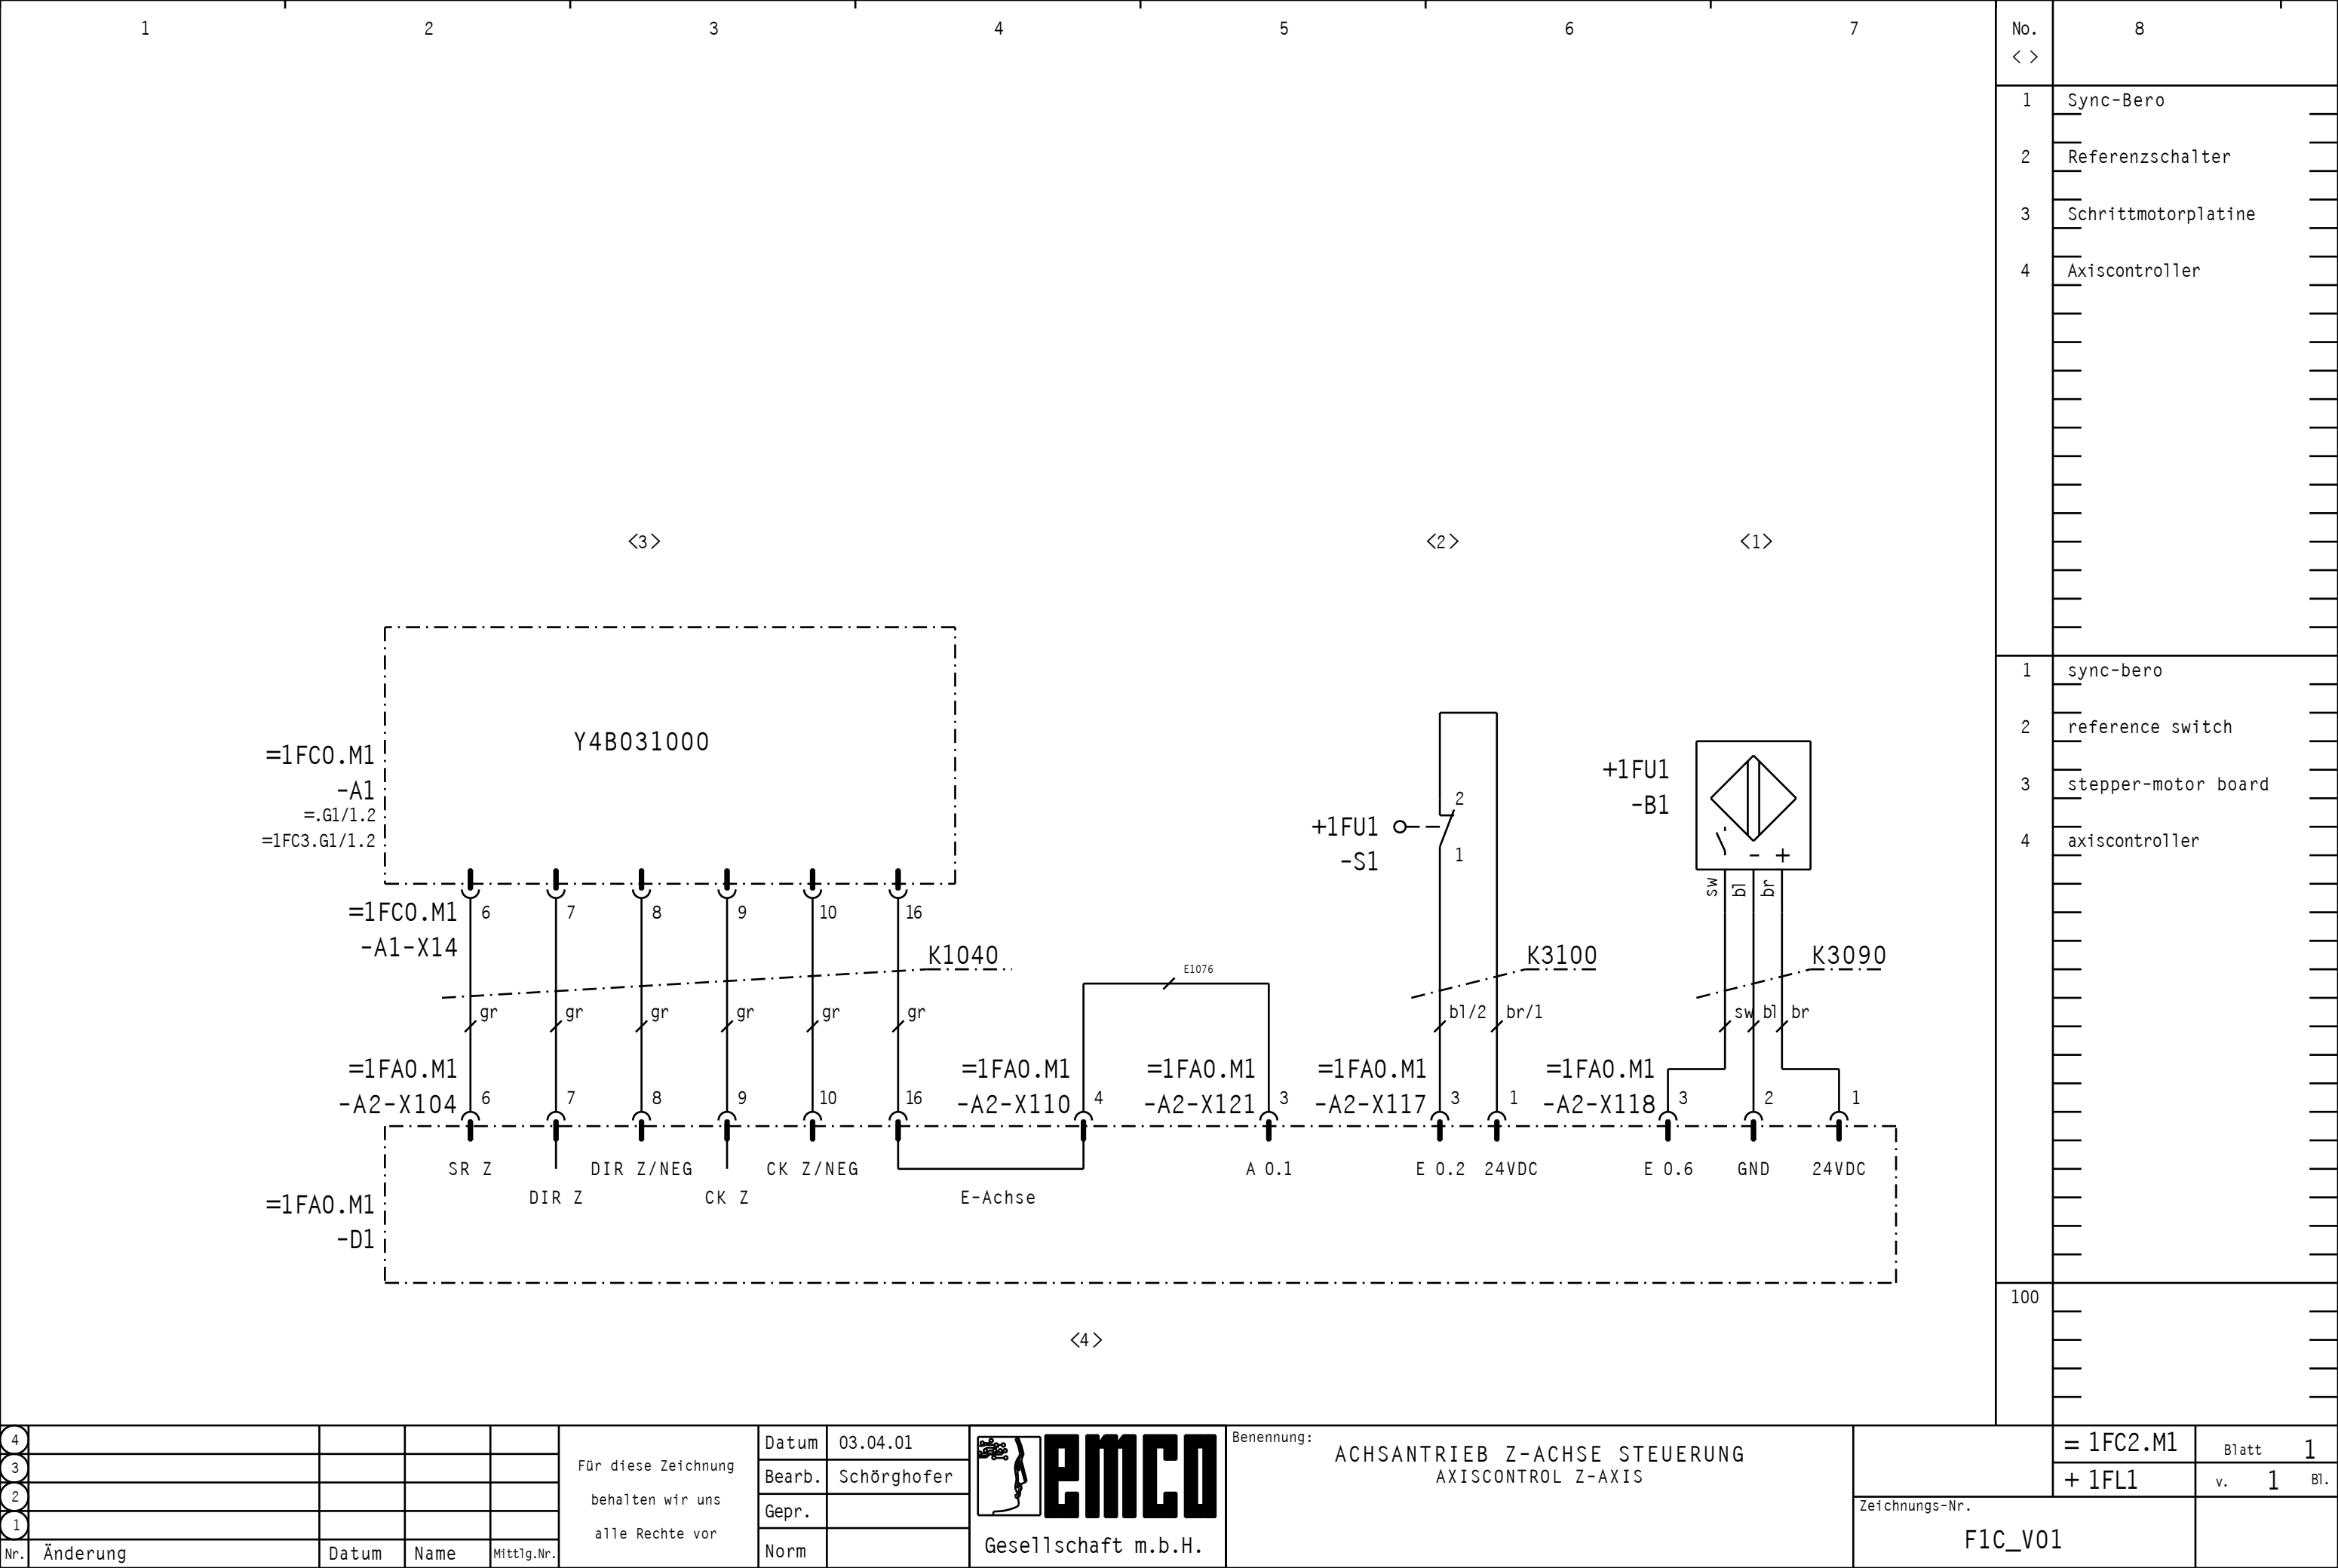 1 2 3 4 5 6 7 No. 8
< >
1 Sync-Bero
2 Referenzschalter
3 Schrittmotorplatine
4 Axiscontroller
<3> <2> <1>
1 sync-bero
2 reference switch
3 stepper-motor board
4 axiscontroller
100
Y4B031000
=1FC0.M1
-A1
=.G1/1.2
=1FC3.G1/1.2
+1FU1
-S1
2
1
+1FU1
-B1
- +
sw bl br
=1FC0.M1
-A1-X14
6 7 8 9 10 16
K1040
K3100
K3090
E1076
gr gr gr gr gr gr
bl/2 br/1
sw bl br
=1FA0.M1
-A2-X104
6 7 8 9 10 16
=1FA0.M1
-A2-X110
4
=1FA0.M1
-A2-X121
3
=1FA0.M1
-A2-X117
3 1
=1FA0.M1
-A2-X118
3 2 1
SR Z DIR Z/NEG CK Z/NEG A 0.1 E 0.2 24VDC E 0.6 GND 24VDC
DIR Z CK Z E-Achse
=1FA0.M1
-D1
<4>
4
3
2
1
Nr. Änderung Datum Name Mittlg.Nr.
Für diese Zeichnung
behalten wir uns
alle Rechte vor
Datum 03.04.01
Bearb. Schörghofer
Gepr.
Norm
emco
Gesellschaft m.b.H.
Benennung:
ACHSANTRIEB Z-ACHSE STEUERUNG
AXISCONTROL Z-AXIS
= 1FC2.M1
+ 1FL1
Blatt 1
v. 1 Bl.
Zeichnungs-Nr.
F1C_V01